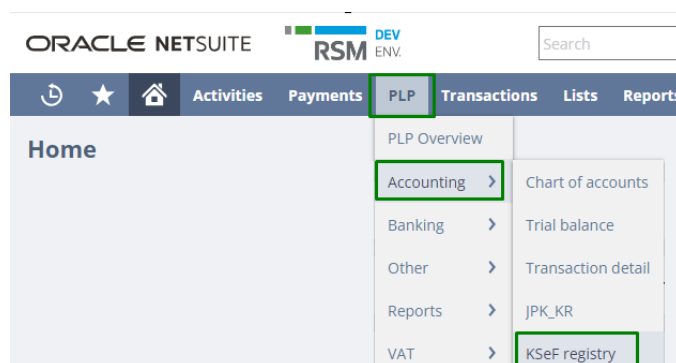 ORACLE NETSUITE RSM DEV ENV. Search
Activities Payments PLP Transactions Lists Reports
Home
PLP Overview
Accounting
Banking
Other
Reports
VAT
Chart of accounts
Trial balance
Transaction detail
JPK_KR
KSeF registry